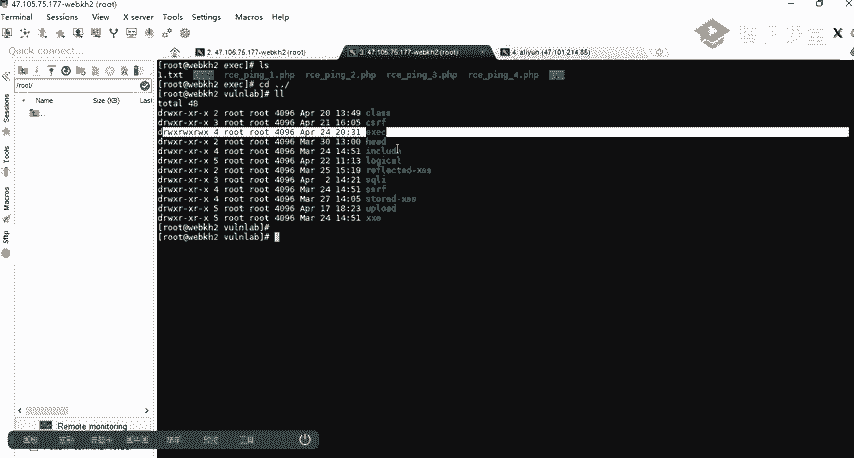 47.105.75.177-webkh2 (root)
Terminal Sessions View X server Tools Settings Macros Help
Quick connect...
2. 47.105.75.177-webkh2 (root)
3. 47.105.75.177-webkh2 (root)
4. aliyun (47.101.214.85)
/root/
Name Size (KB) Last
..
Sessions
Tools
Macros
Sftp
Remote monitoring
[root@webkh2 exec]# ls
1.txt rce_ping_1.php rce_ping_2.php rce_ping_3.php rce_ping_4.php
[root@webkh2 exec]# cd ../
[root@webkh2 vulnlab]# ll
total 48
drwxr-xr-x 2 root root 4096 Apr 20 13:49 class
drwxr-xr-x 3 root root 4096 Apr 21 16:05 csrf
drwxrwxrwx 4 root root 4096 Apr 24 20:31 exec
drwxr-xr-x 2 root root 4096 Mar 30 13:00 head
drwxr-xr-x 4 root root 4096 Mar 24 14:51 include
drwxr-xr-x 5 root root 4096 Apr 22 11:13 logical
drwxr-xr-x 2 root root 4096 Mar 25 15:19 reflected-xss
drwxr-xr-x 3 root root 4096 Apr 2 14:21 sqli
drwxr-xr-x 4 root root 4096 Mar 24 14:51 ssrf
drwxr-xr-x 4 root root 4096 Mar 27 14:05 stored-xss
drwxr-xr-x 5 root root 4096 Apr 17 18:23 upload
drwxr-xr-x 5 root root 4096 Mar 24 14:51 xxe
[root@webkh2 vulnlab]#
[root@webkh2 vulnlab]#